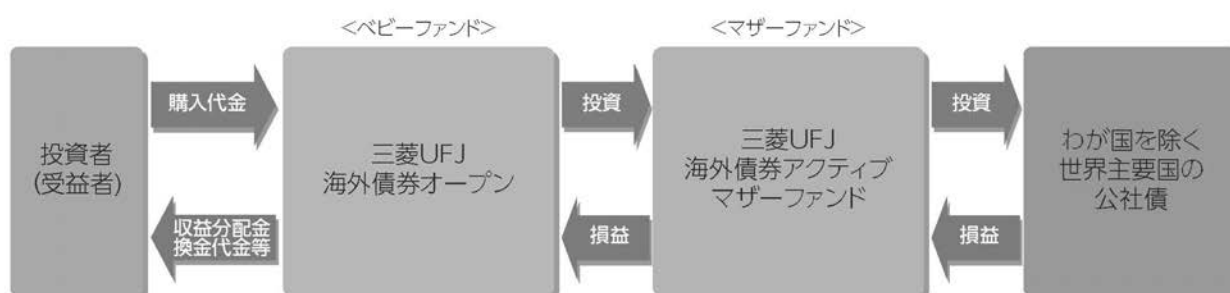 ＜ベビーファンド＞
＜マザーファンド＞
投資者
(受益者)
購入代金
収益分配金
換金代金等
三菱UFJ
海外債券オープン
投資
損益
三菱UFJ
海外債券アクティブ
マザーファンド
投資
損益
わが国を除く
世界主要国の
公社債